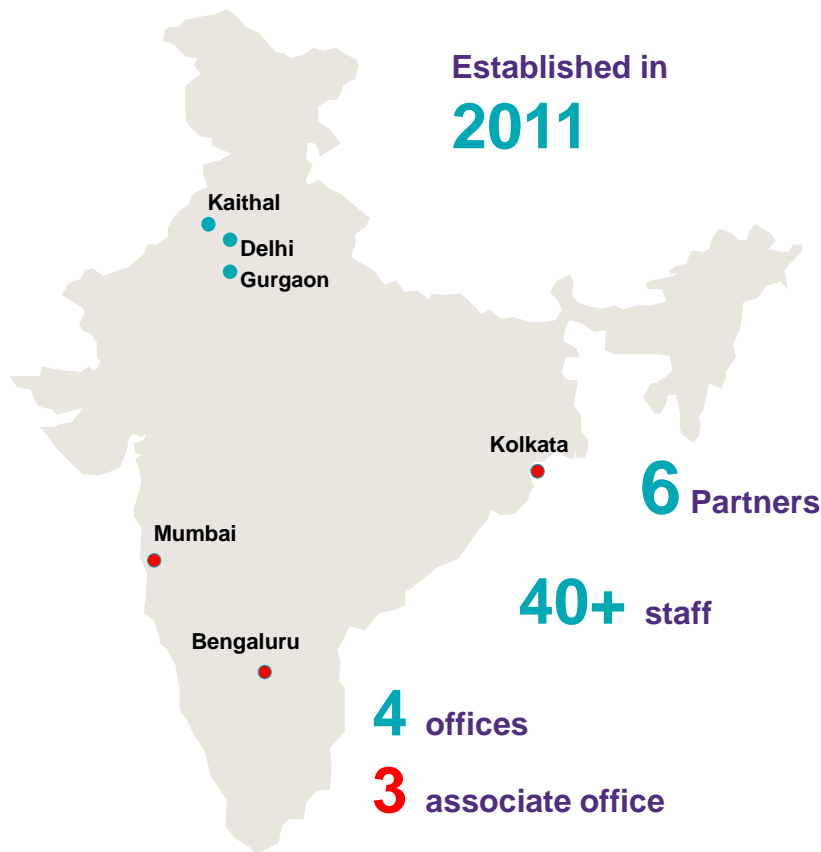 Established in
2011
Kaithal
Delhi
Gurgaon
Kolkata
6 Partners
Mumbai
40+ staff
Bengaluru
4 offices
3 associate office